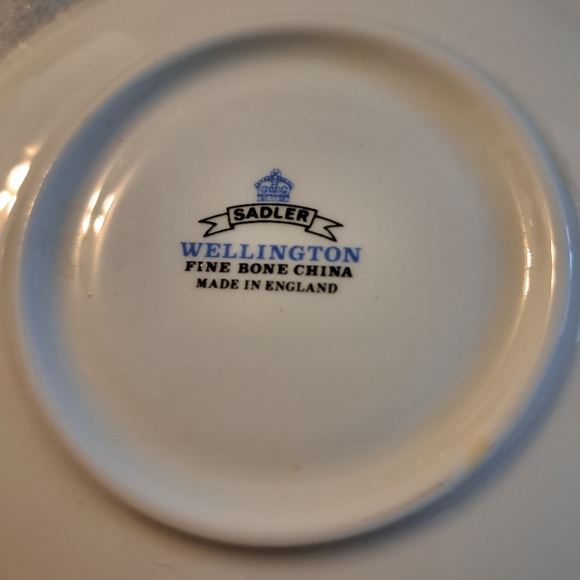 SADLER
WELLINGTON
FINE BONE CHINA
MADE IN ENGLAND